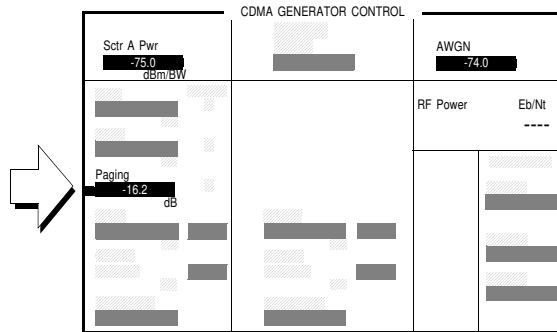 CDMA GENERATOR CONTROL
Sctr A Pwr
-75.0
dBm/BW
AWGN
-74.0
RF Power Eb/Nt
----
Paging
-16.2
dB